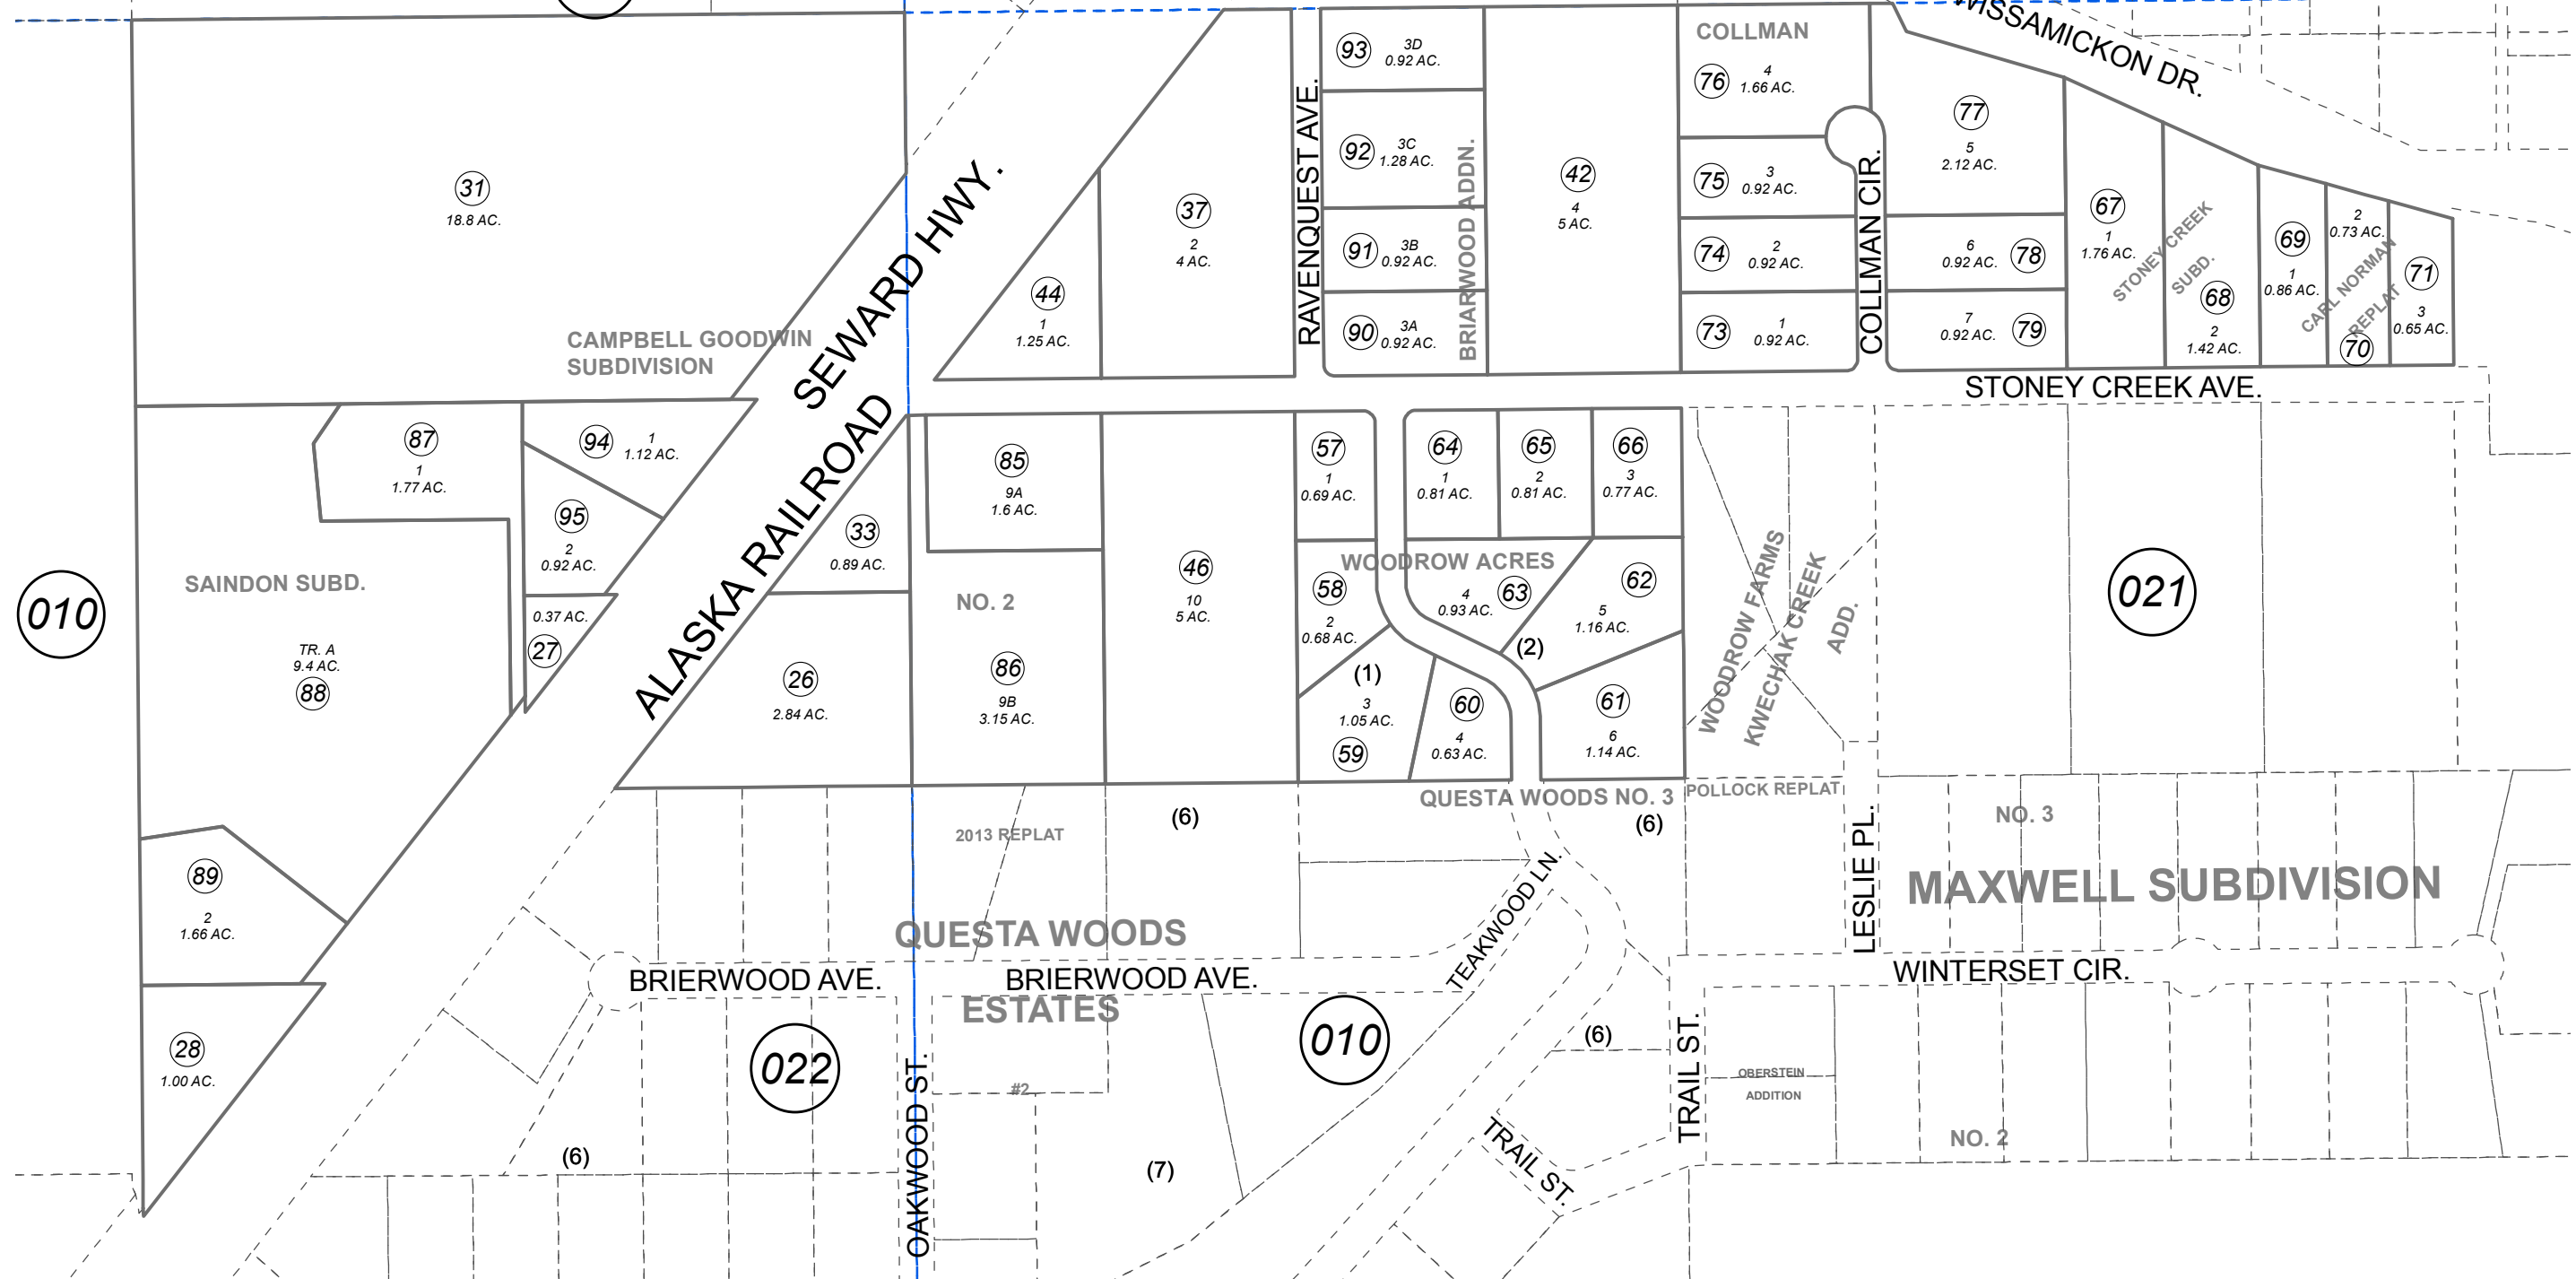 WISSAMICKON DR.
31
18.8 AC.
SEWARD HWY.
ALASKA RAILROAD
CAMPBELL GOODWIN
SUBDIVISION
44
1
1.25 AC.
37
2
4 AC.
RAVENQUEST AVE.
93
3D
0.92 AC.
92
3C
1.28 AC.
91
3B
0.92 AC.
90
3A
0.92 AC.
BRIARWOOD ADDN.
42
4
5 AC.
COLLMAN
76
4
1.66 AC.
75
3
0.92 AC.
74
2
0.92 AC.
73
1
0.92 AC.
COLLMAN CIR.
77
5
2.12 AC.
6
0.92 AC.
78
7
0.92 AC.
79
67
1
1.76 AC.
STONEY CREEK
SUBD.
68
2
1.42 AC.
69
1
0.86 AC.
2
0.73 AC.
CARL NORMAN
REPLAT
70
71
3
0.65 AC.
STONEY CREEK AVE.
87
1
1.77 AC.
94
1
1.12 AC.
95
2
0.92 AC.
0.37 AC.
27
010
SAINDON SUBD.
TR. A
9.4 AC.
88
89
2
1.66 AC.
28
1.00 AC.
33
0.89 AC.
26
2.84 AC.
85
9A
1.6 AC.
NO. 2
86
9B
3.15 AC.
46
10
5 AC.
57
1
0.69 AC.
58
2
0.68 AC.
(1)
3
1.05 AC.
59
60
4
0.63 AC.
64
1
0.81 AC.
65
2
0.81 AC.
66
3
0.77 AC.
WOODROW ACRES
4
0.93 AC.
63
62
5
1.16 AC.
(2)
61
6
1.14 AC.
WOODROW FARMS
KWECHAK CREEK
ADD.
021
QUESTA WOODS NO. 3
POLLOCK REPLAT
(6)
(6)
2013 REPLAT
NO. 3
MAXWELL SUBDIVISION
LESLIE PL.
TEAKWOOD LN.
QUESTA WOODS
ESTATES
BRIERWOOD AVE.
BRIERWOOD AVE.
WINTERSET CIR.
022
010
OAKWOOD ST.
#2
(6)
(6)
(7)
TRAIL ST.
TRAIL ST.
OBERSTEIN
ADDITION
NO. 2